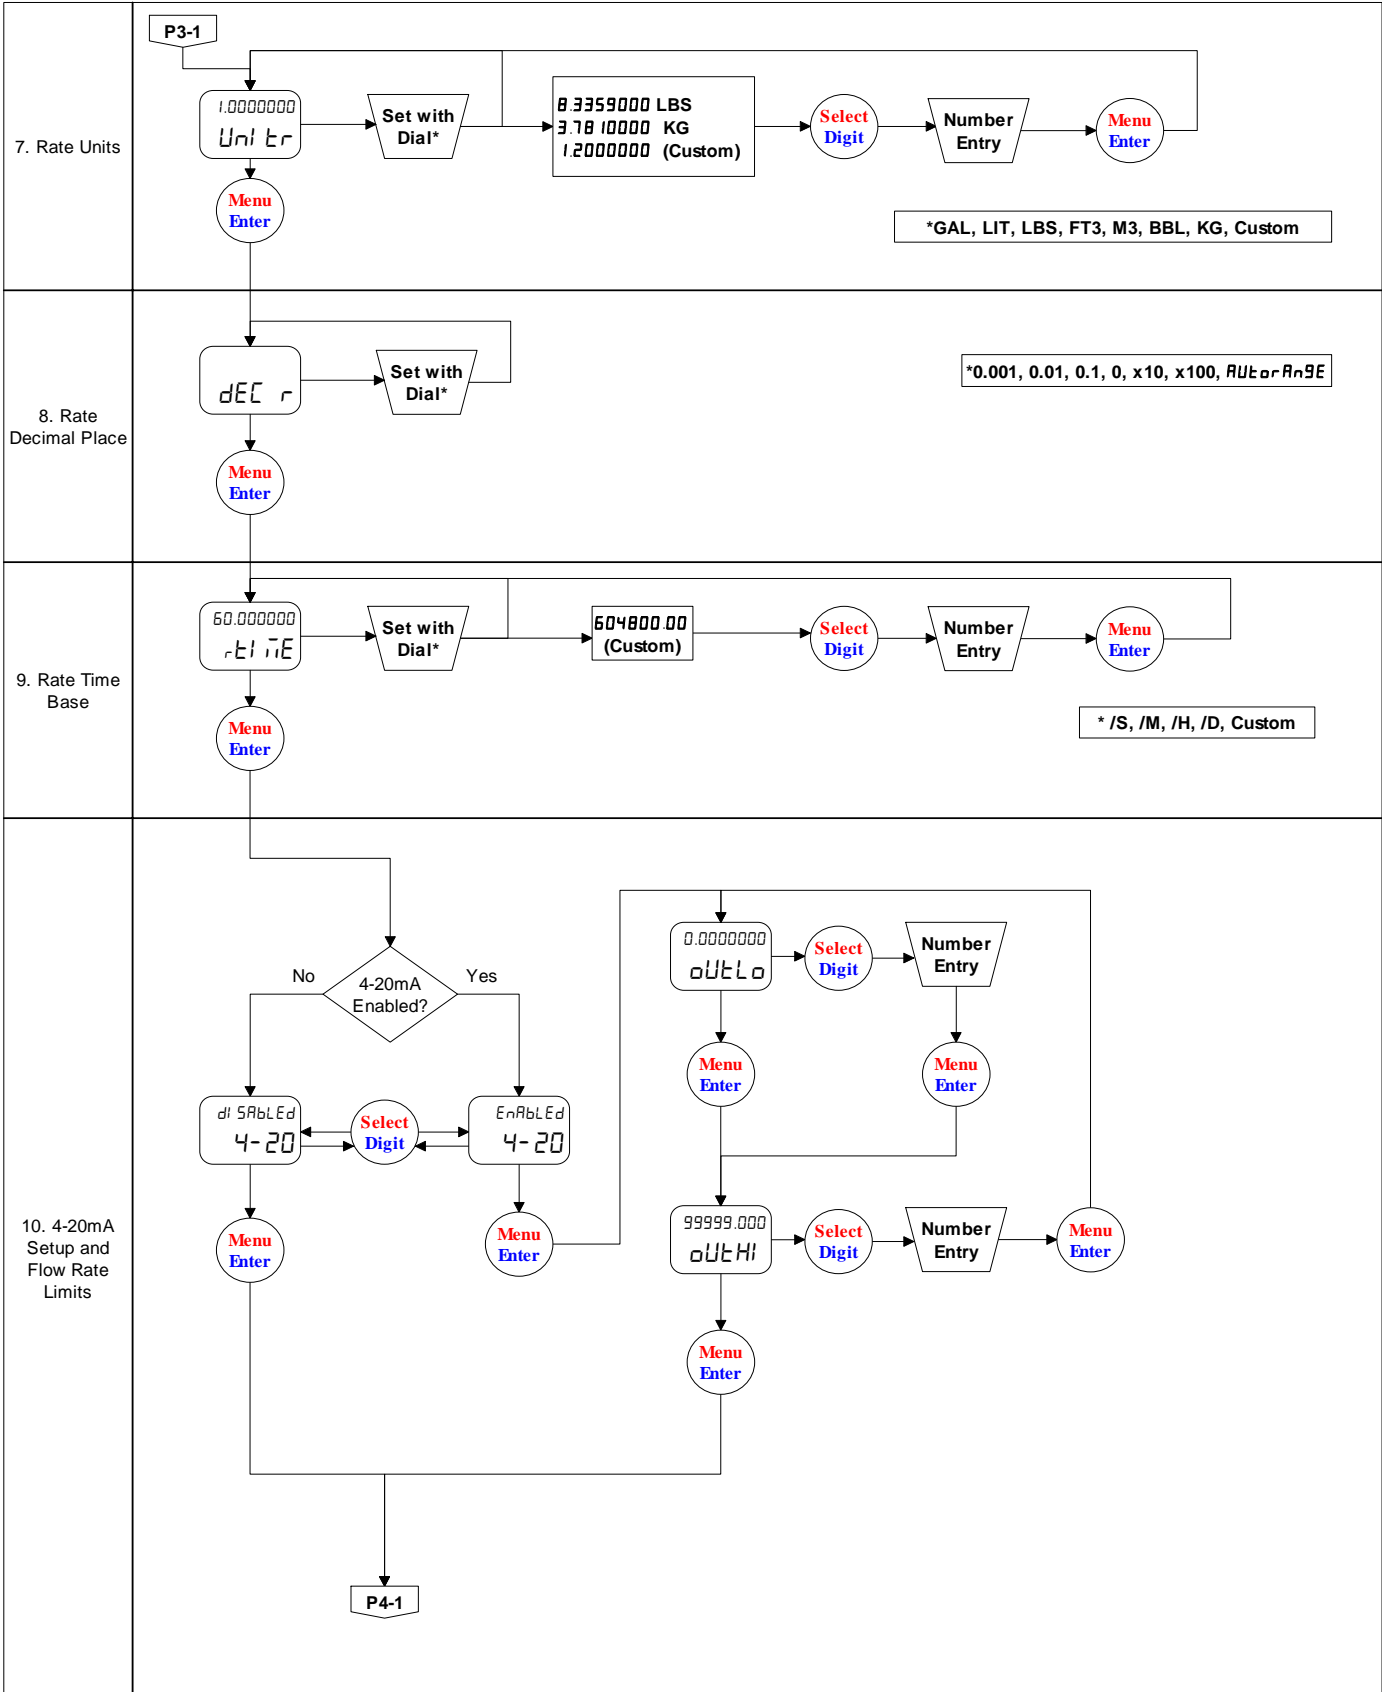 P3-1
7. Rate Units
1.0000000
UnItr
Set with
Dial*
8.3359000 LBS
3.7810000 KG
1.2000000 (Custom)
Select
Digit
Number
Entry
Menu
Enter
Menu
Enter
*GAL, LIT, LBS, FT3, M3, BBL, KG, Custom
8. Rate
Decimal Place
dEC r
Set with
Dial*
*0.001, 0.01, 0.1, 0, x10, x100, AUtorAngE
Menu
Enter
9. Rate Time
Base
60.000000
rtImE
Set with
Dial*
604800.00
(Custom)
Select
Digit
Number
Entry
Menu
Enter
Menu
Enter
* /S, /M, /H, /D, Custom
10. 4-20mA
Setup and
Flow Rate
Limits
4-20mA
Enabled?
No
Yes
dISAbLEd
4-20
Select
Digit
EnAbLEd
4-20
Menu
Enter
Menu
Enter
0.0000000
oUtLo
Select
Digit
Number
Entry
Menu
Enter
Menu
Enter
99999.000
oUtHI
Select
Digit
Number
Entry
Menu
Enter
Menu
Enter
P4-1